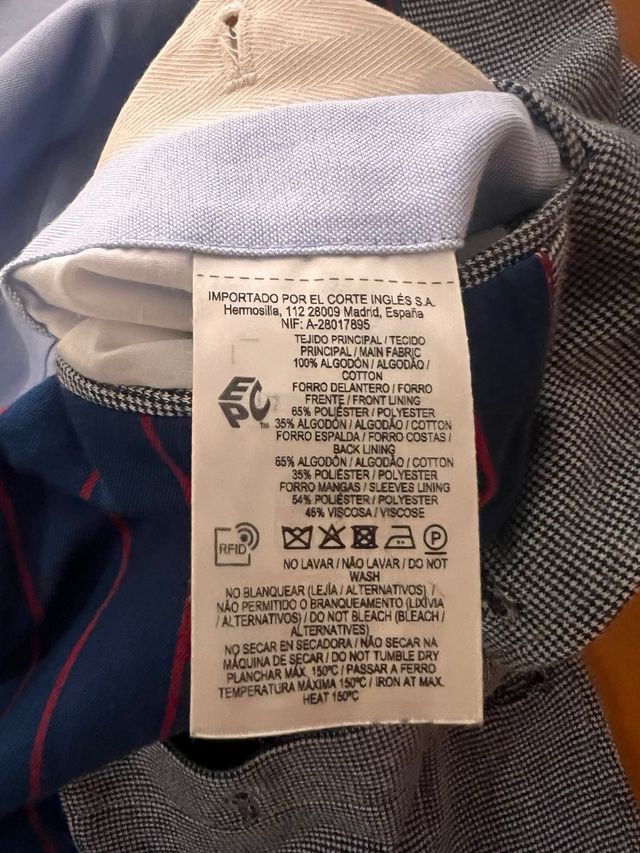 IMPORTADO POR EL CORTE INGLÉS S.A.
Hermosilla, 112 28009 Madrid, España
NIF: A-28017895
TEJIDO PRINCIPAL / TECIDO
PRINCIPAL / MAIN FABRIC
100% ALGODÓN / ALGODÃO /
COTTON
FORRO DELANTERO / FORRO
FRENTE / FRONT LINING
65% POLIÉSTER / POLYESTER
35% ALGODÓN / ALGODÃO / COTTON
FORRO ESPALDA / FORRO COSTAS /
BACK LINING
65% ALGODÓN / ALGODÃO / COTTON
35% POLIÉSTER / POLYESTER
FORRO MANGAS / SLEEVES LINING
54% POLIÉSTER / POLYESTER
46% VISCOSA / VISCOSE
EPC™
RFID
P
NO LAVAR / NÃO LAVAR / DO NOT
WASH
NO BLANQUEAR (LEJÍA / ALTERNATIVOS) /
NÃO PERMITIDO O BRANQUEAMENTO (LIXÍVIA
/ ALTERNATIVOS) / DO NOT BLEACH (BLEACH /
ALTERNATIVES)
NO SECAR EN SECADORA / NÃO SECAR NA
MÁQUINA DE SECAR / DO NOT TUMBLE DRY
PLANCHAR MÁX. 150ºC / PASSAR A FERRO
TEMPERATURA MÁXIMA 150ºC / IRON AT MAX.
HEAT 150ºC